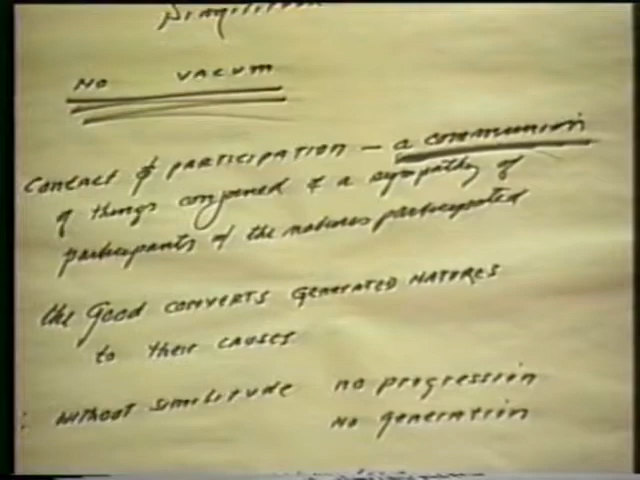 NO VACUM
Contact & PARTICIPATION — a communion
of things conjoined & a sympathy of
participants of the natures participated
the Good CONVERTS GENERATED NATURES
to their CAUSES
without similitude no progression
No generation